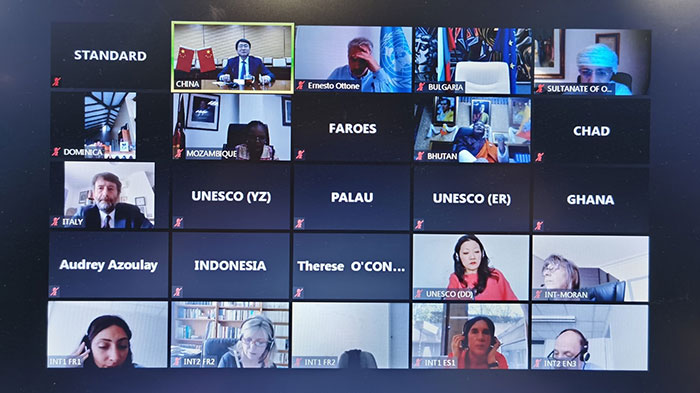 STANDARD
CHINA
Ernesto Ottone
BULGARIA
SULTANATE OF O...
DOMINICA
MOZAMBIQUE
FAROES
BHUTAN
CHAD
ITALY
UNESCO (YZ)
PALAU
UNESCO (ER)
GHANA
Audrey Azoulay
INDONESIA
Therese O'CON...
UNESCO (DD)
INT-MORAN
INT1 FR1
INT2 FR2
INT1 FR2
INT1 ES1
INT2 EN3